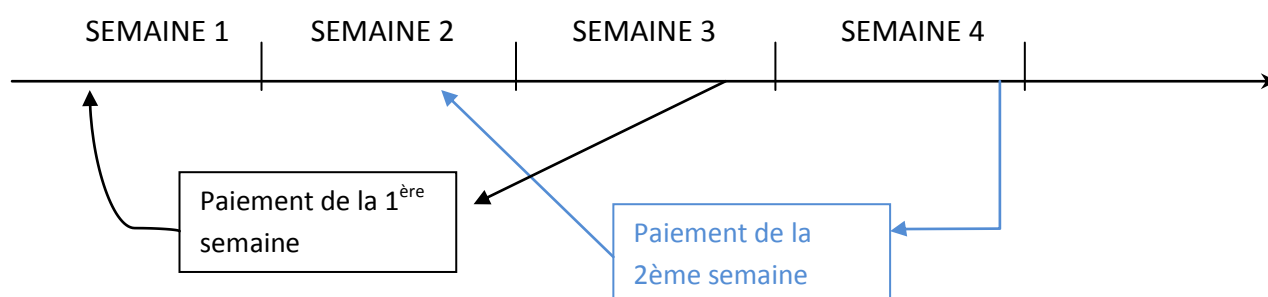 SEMAINE 1 SEMAINE 2 SEMAINE 3 SEMAINE 4
Paiement de la 1ère
semaine
Paiement de la
2ème semaine